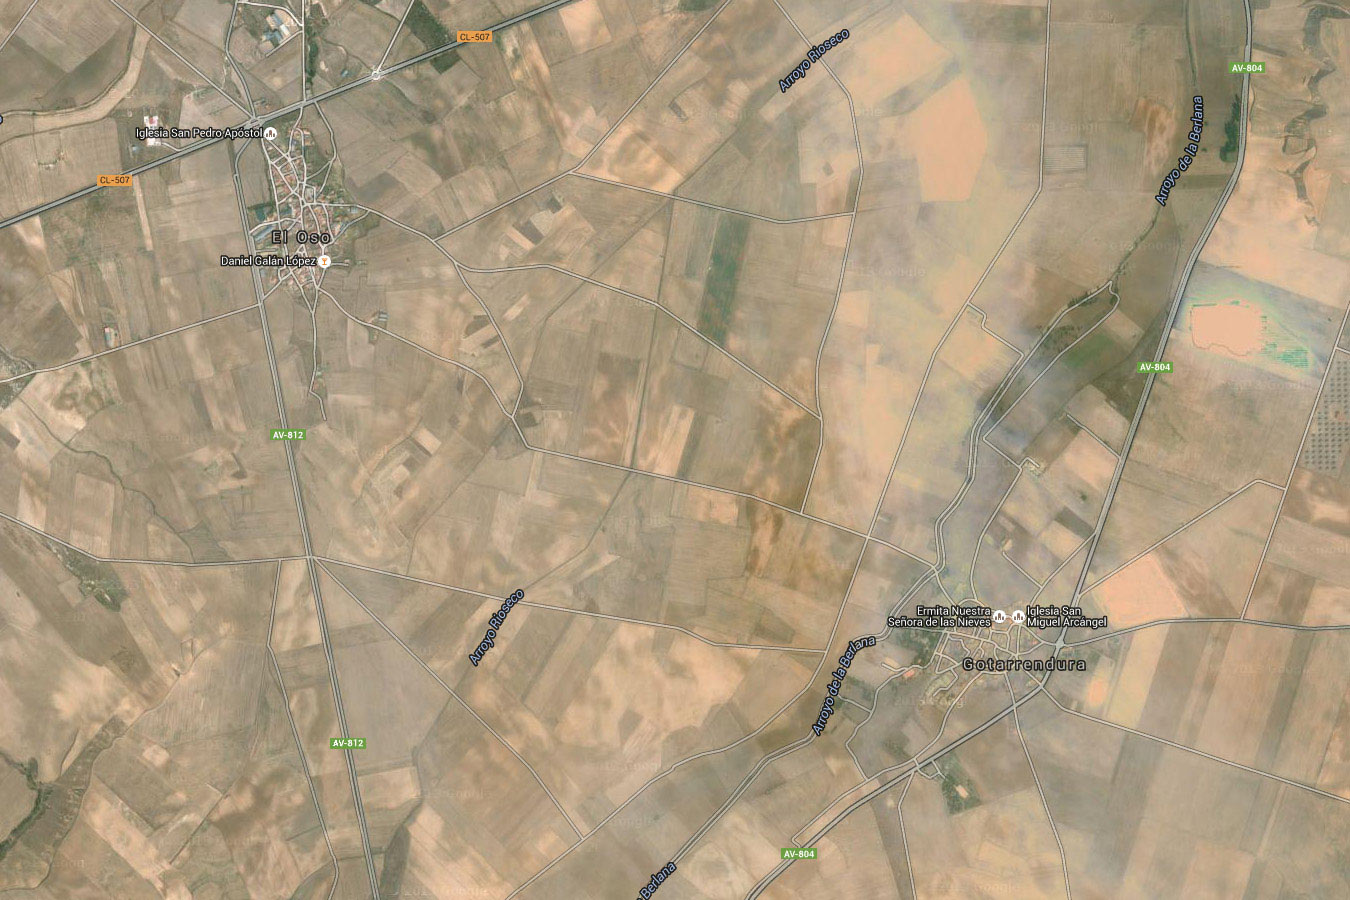 CL-507
Arroyo Rioseco
AV-804
Arroyo de la Berlana
Iglesia San Pedro Apóstol
CL-507
El Oso
Daniel Galán López
AV-804
AV-812
Arroyo Rioseco
Ermita Nuestra
Señora de las Nieves
Iglesia San
Miguel Arcángel
Arroyo de la Berlana
Gotarrendura
AV-812
AV-804
Berlana